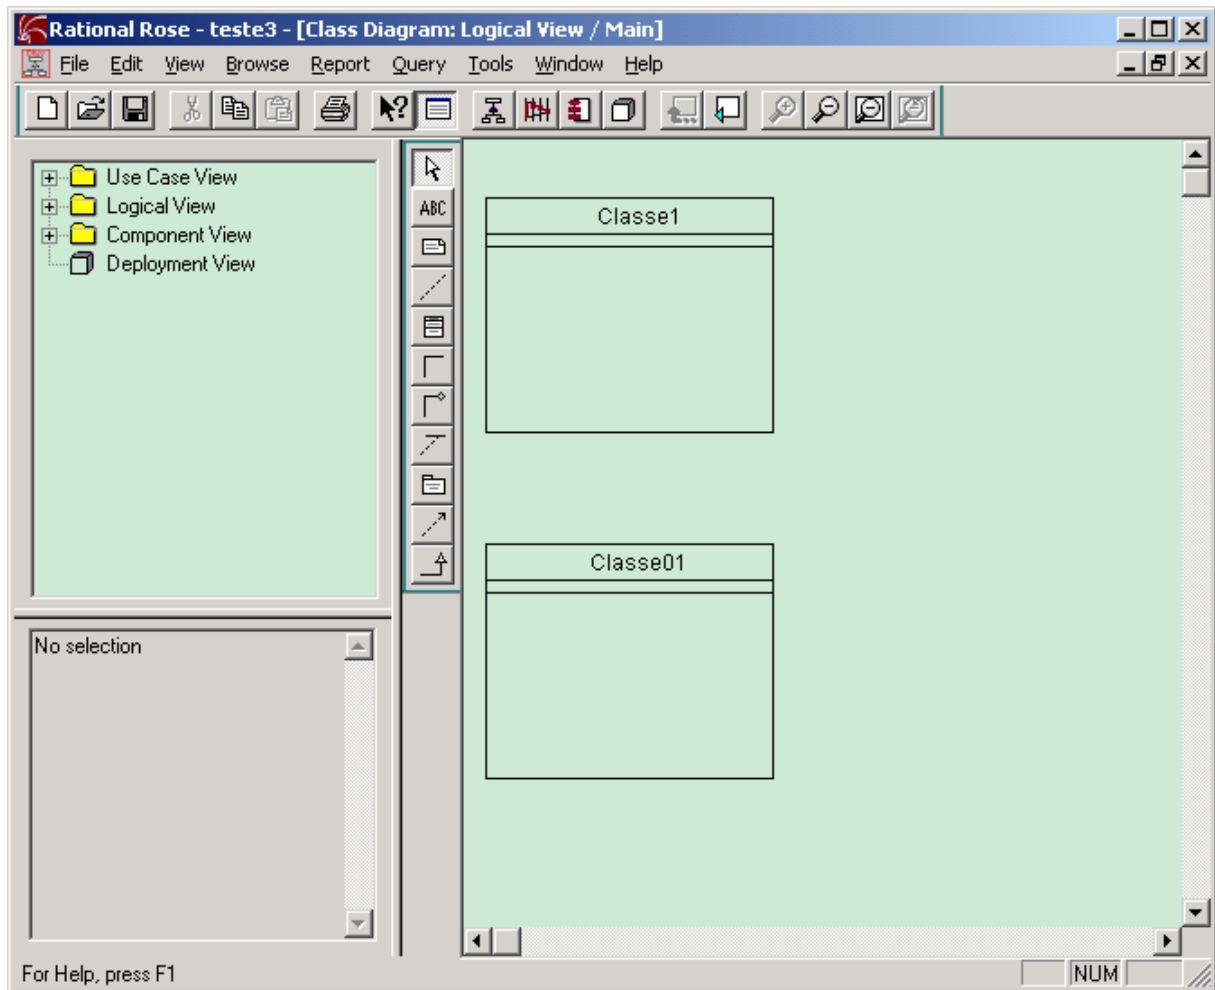 Rational Rose - teste3 - [Class Diagram: Logical View / Main]
File Edit View Browse Report Query Tools Window Help
Use Case View
Logical View
Component View
Deployment View
ABC
Classe1
Classe01
No selection
For Help, press F1
NUM